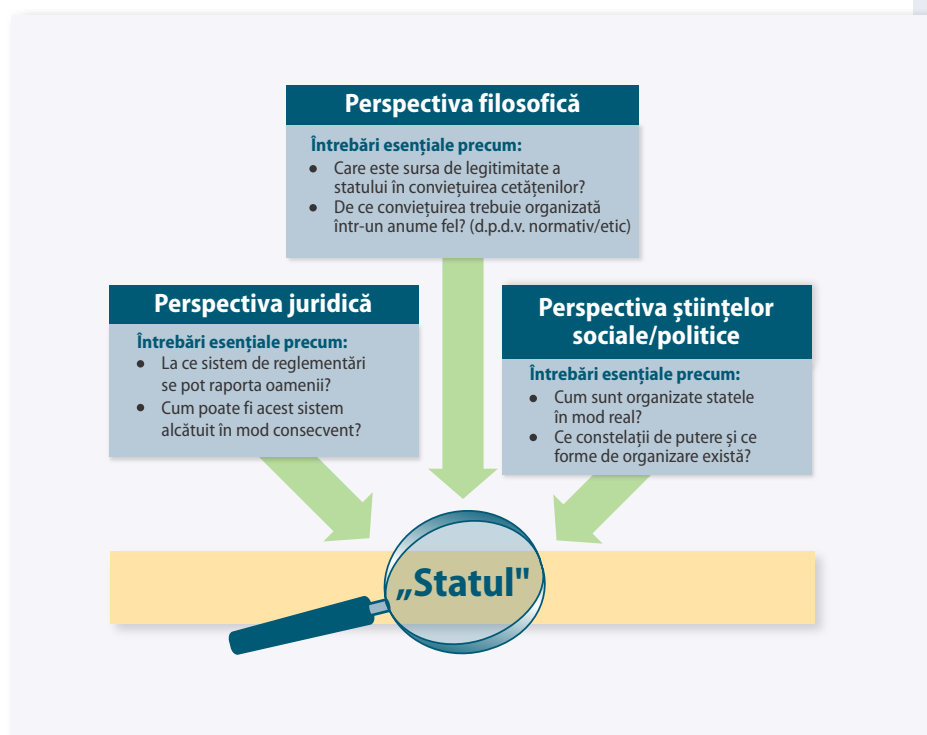 Perspectiva filosofică
Întrebări esențiale precum:
• Care este sursa de legitimitate a
statului în conviețuirea cetățenilor?
• De ce conviețuirea trebuie organizată
într-un anume fel? (d.p.d.v. normativ/etic)
Perspectiva juridică
Întrebări esențiale precum:
• La ce sistem de reglementări
se pot raporta oamenii?
• Cum poate fi acest sistem
alcătuit în mod consecvent?
Perspectiva științelor
sociale/politice
Întrebări esențiale precum:
• Cum sunt organizate statele
în mod real?
• Ce constelații de putere și ce
forme de organizare există?
„Statul"